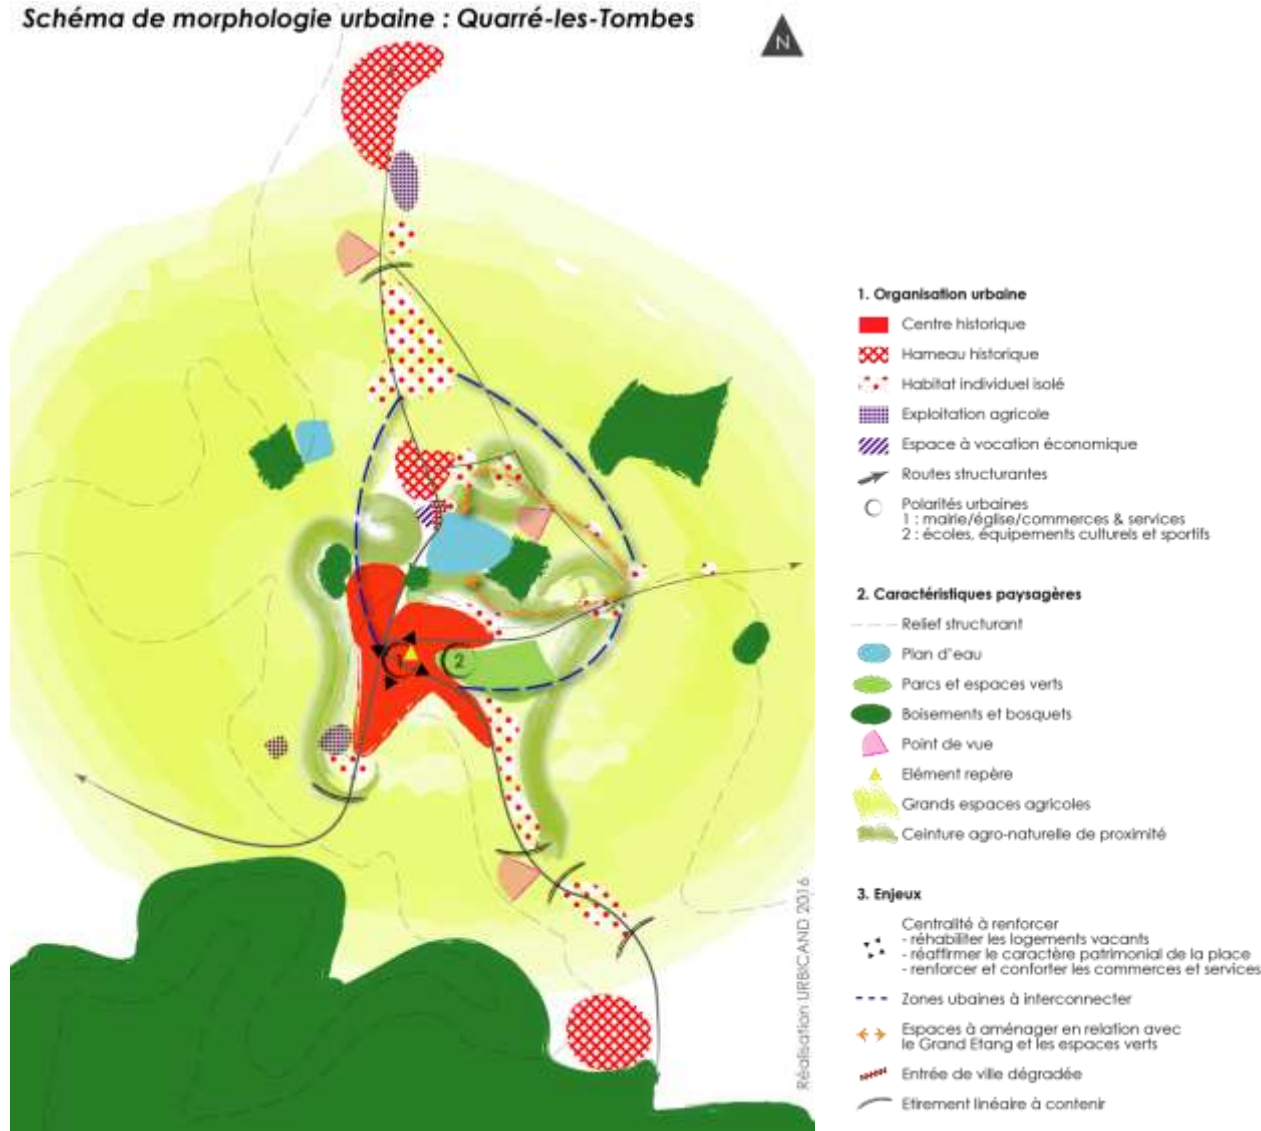 Schéma de morphologie urbaine : Quarré-les-Tombes
N
1
2
Réalisation URBICAND 2016
1. Organisation urbaine
Centre historique
Hameau historique
Habitat individuel isolé
Exploitation agricole
Espace à vocation économique
Routes structurantes
Polarités urbaines
1 : mairie/église/commerces & services
2 : écoles, équipements culturels et sportifs
2. Caractéristiques paysagères
Relief structurant
Plan d'eau
Parcs et espaces verts
Boisements et bosquets
Point de vue
Elément repère
Grands espaces agricoles
Ceinture agro-naturelle de proximité
3. Enjeux
Centralité à renforcer
- réhabiliter les logements vacants
- réaffirmer le caractère patrimonial de la place
- renforcer et conforter les commerces et services
Zones ubaines à interconnecter
Espaces à aménager en relation avec
le Grand Etang et les espaces verts
Entrée de ville dégradée
Etirement linéaire à contenir